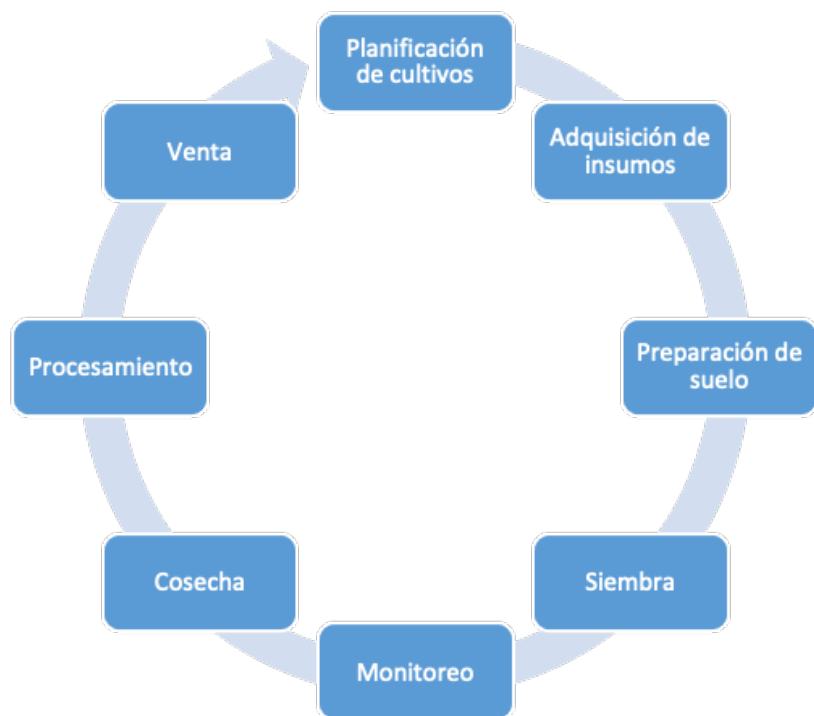 Planificación
de cultivos
Adquisición de
insumos
Preparación de
suelo
Siembra
Monitoreo
Cosecha
Procesamiento
Venta